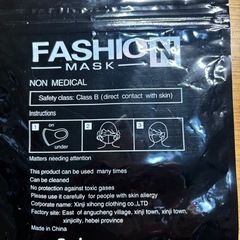 FASHION
MASK
NON MEDICAL
Safety class: Class B (direct contact with skin)
Instructions
1 2 3
Matters needing attention
This product can be used many times
Can be cleaned
No protection against toxic gases
Please use it carefully for people with skin allergy
Corporate name: Xinji xihong clothing co., LTD
Factory site: East of angucheng village, xinji town, xinji town,
xinjicity, hebei province
Made in China